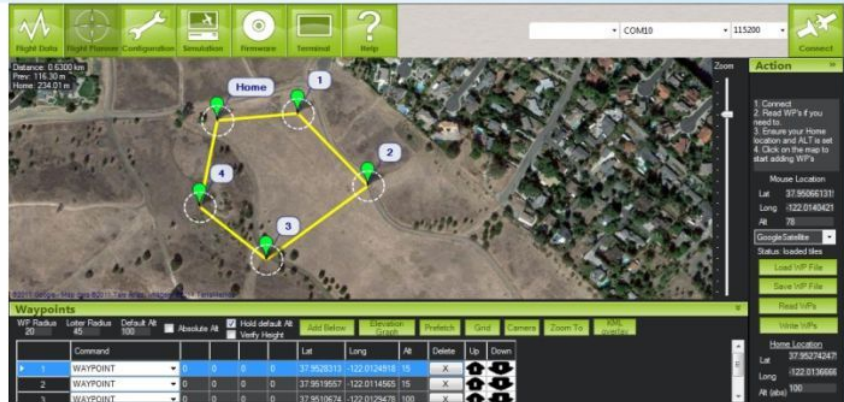 Flight Data Flight Planner Configuration Simulation Firmware Terminal Help COM10 115200 Connect
Distance: 0.6300 km
Prev: 116.30 m
Home: 234.01 m
Home
1
2
3
4
Zoom
Action »
1. Connect
2. Read WP's if you
need to.
3. Ensure your Home
location and ALT is set
4. Click on the map to
start adding WP's
Mouse Location
Lat 37.95066131
Long -122.0140421
Alt 78
GoogleSatellite
Status: loaded tiles
Load WP File
Save WP File
Read WPs
Write WPs
Home Location
Lat 37.95274247
Long -122.0136666
Alt (abs) 100
Waypoints
WP Radius Loiter Radius Default Alt
20 45 100 Absolute Alt Hold default Alt Verify Height Add Below Elevation Graph Prefetch Grid Camera Zoom To KML overlay
Command Lat Long Alt Delete Up Down
1 WAYPOINT 0 0 0 0 37.9528313 -122.0124918 15 X
2 WAYPOINT 0 0 0 0 37.9519557 -122.0114565 15 X
3 WAYPOINT 0 0 0 0 37.9510674 -122.0129478 100 X